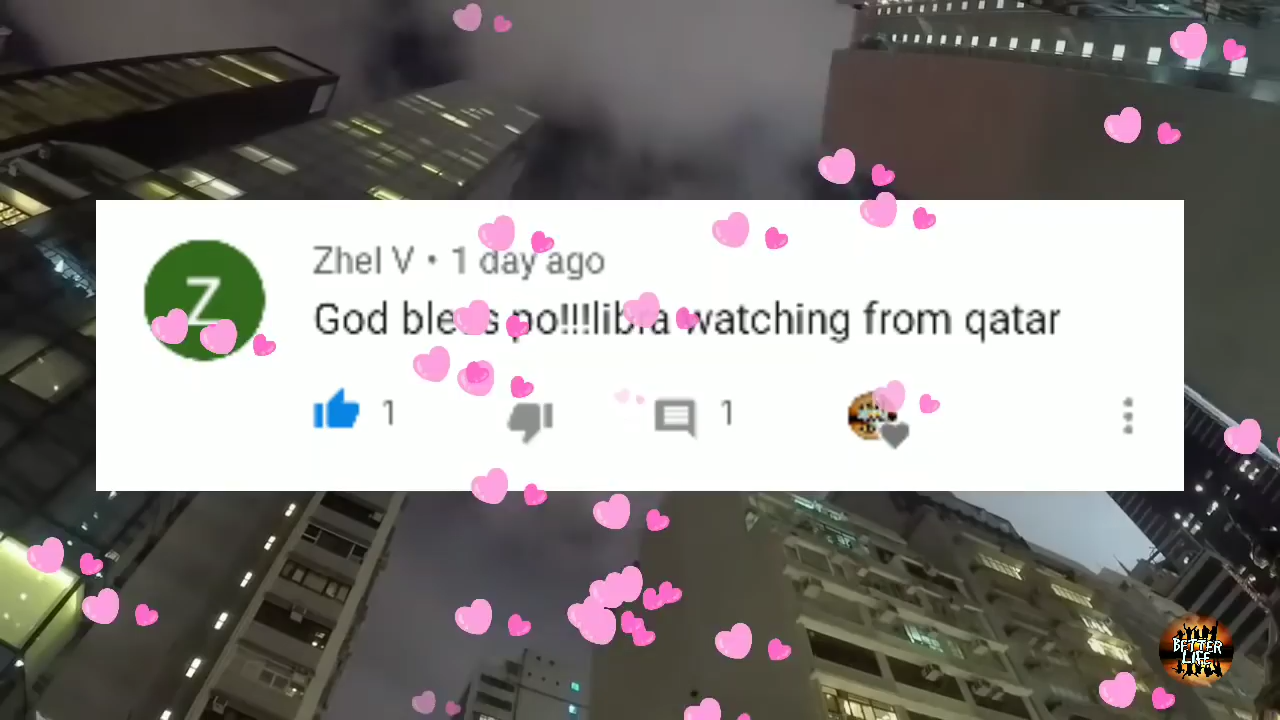 Z
Zhel V • 1 day ago
God bless po!!!libra watching from qatar
1
1
BETTER
LIFE